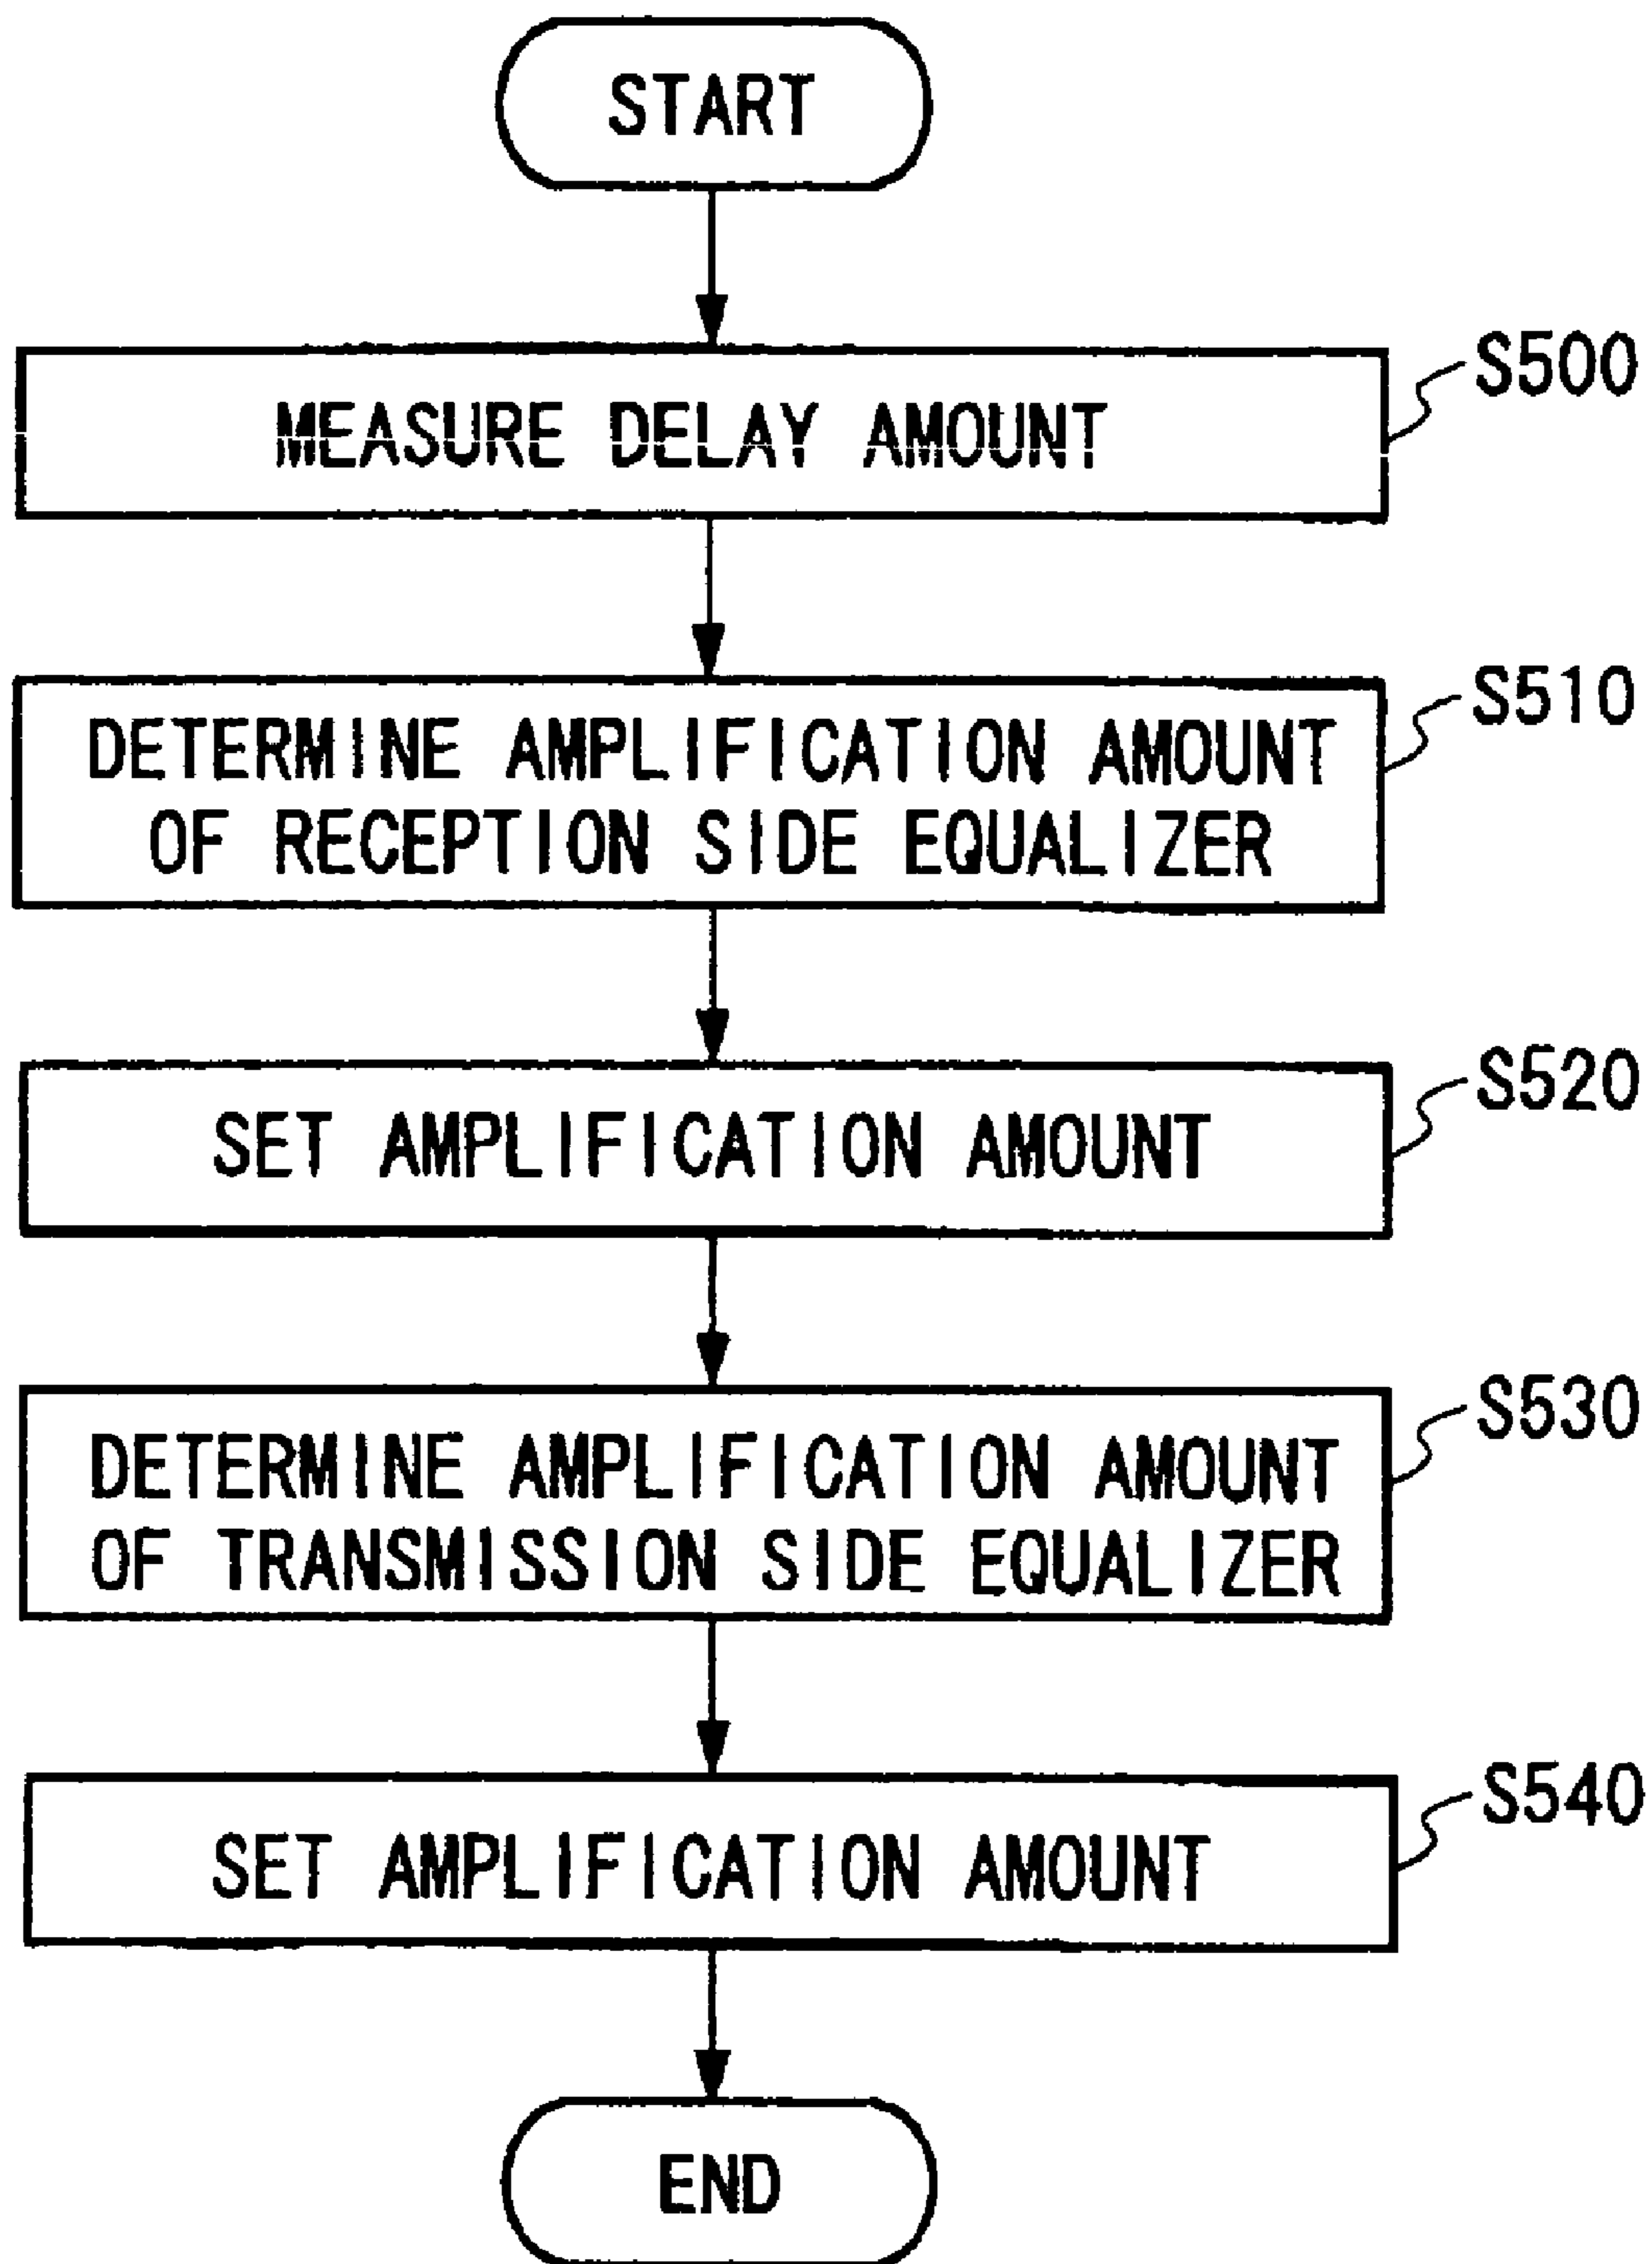 START
MEASURE DELAY AMOUNT
S500
DETERMINE AMPLIFICATION AMOUNT
OF RECEPTION SIDE EQUALIZER
S510
SET AMPLIFICATION AMOUNT
S520
DETERMINE AMPLIFICATION AMOUNT
OF TRANSMISSION SIDE EQUALIZER
S530
SET AMPLIFICATION AMOUNT
S540
END